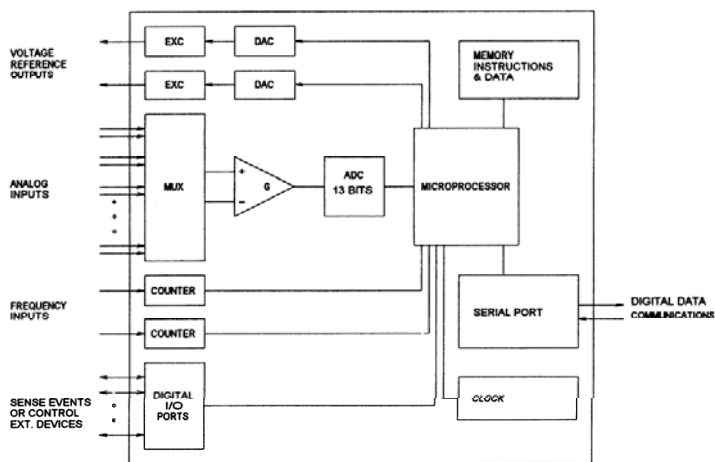 VOLTAGE
REFERENCE
OUTPUTS
EXC
DAC
EXC
DAC
MEMORY
INSTRUCTIONS
& DATA
ANALOG
INPUTS
MUX
+
G
−
ADC
13 BITS
MICROPROCESSOR
FREQUENCY
INPUTS
COUNTER
COUNTER
SERIAL PORT
DIGITAL DATA
COMMUNICATIONS
SENSE EVENTS
OR CONTROL
EXT. DEVICES
DIGITAL
I/O
PORTS
CLOCK